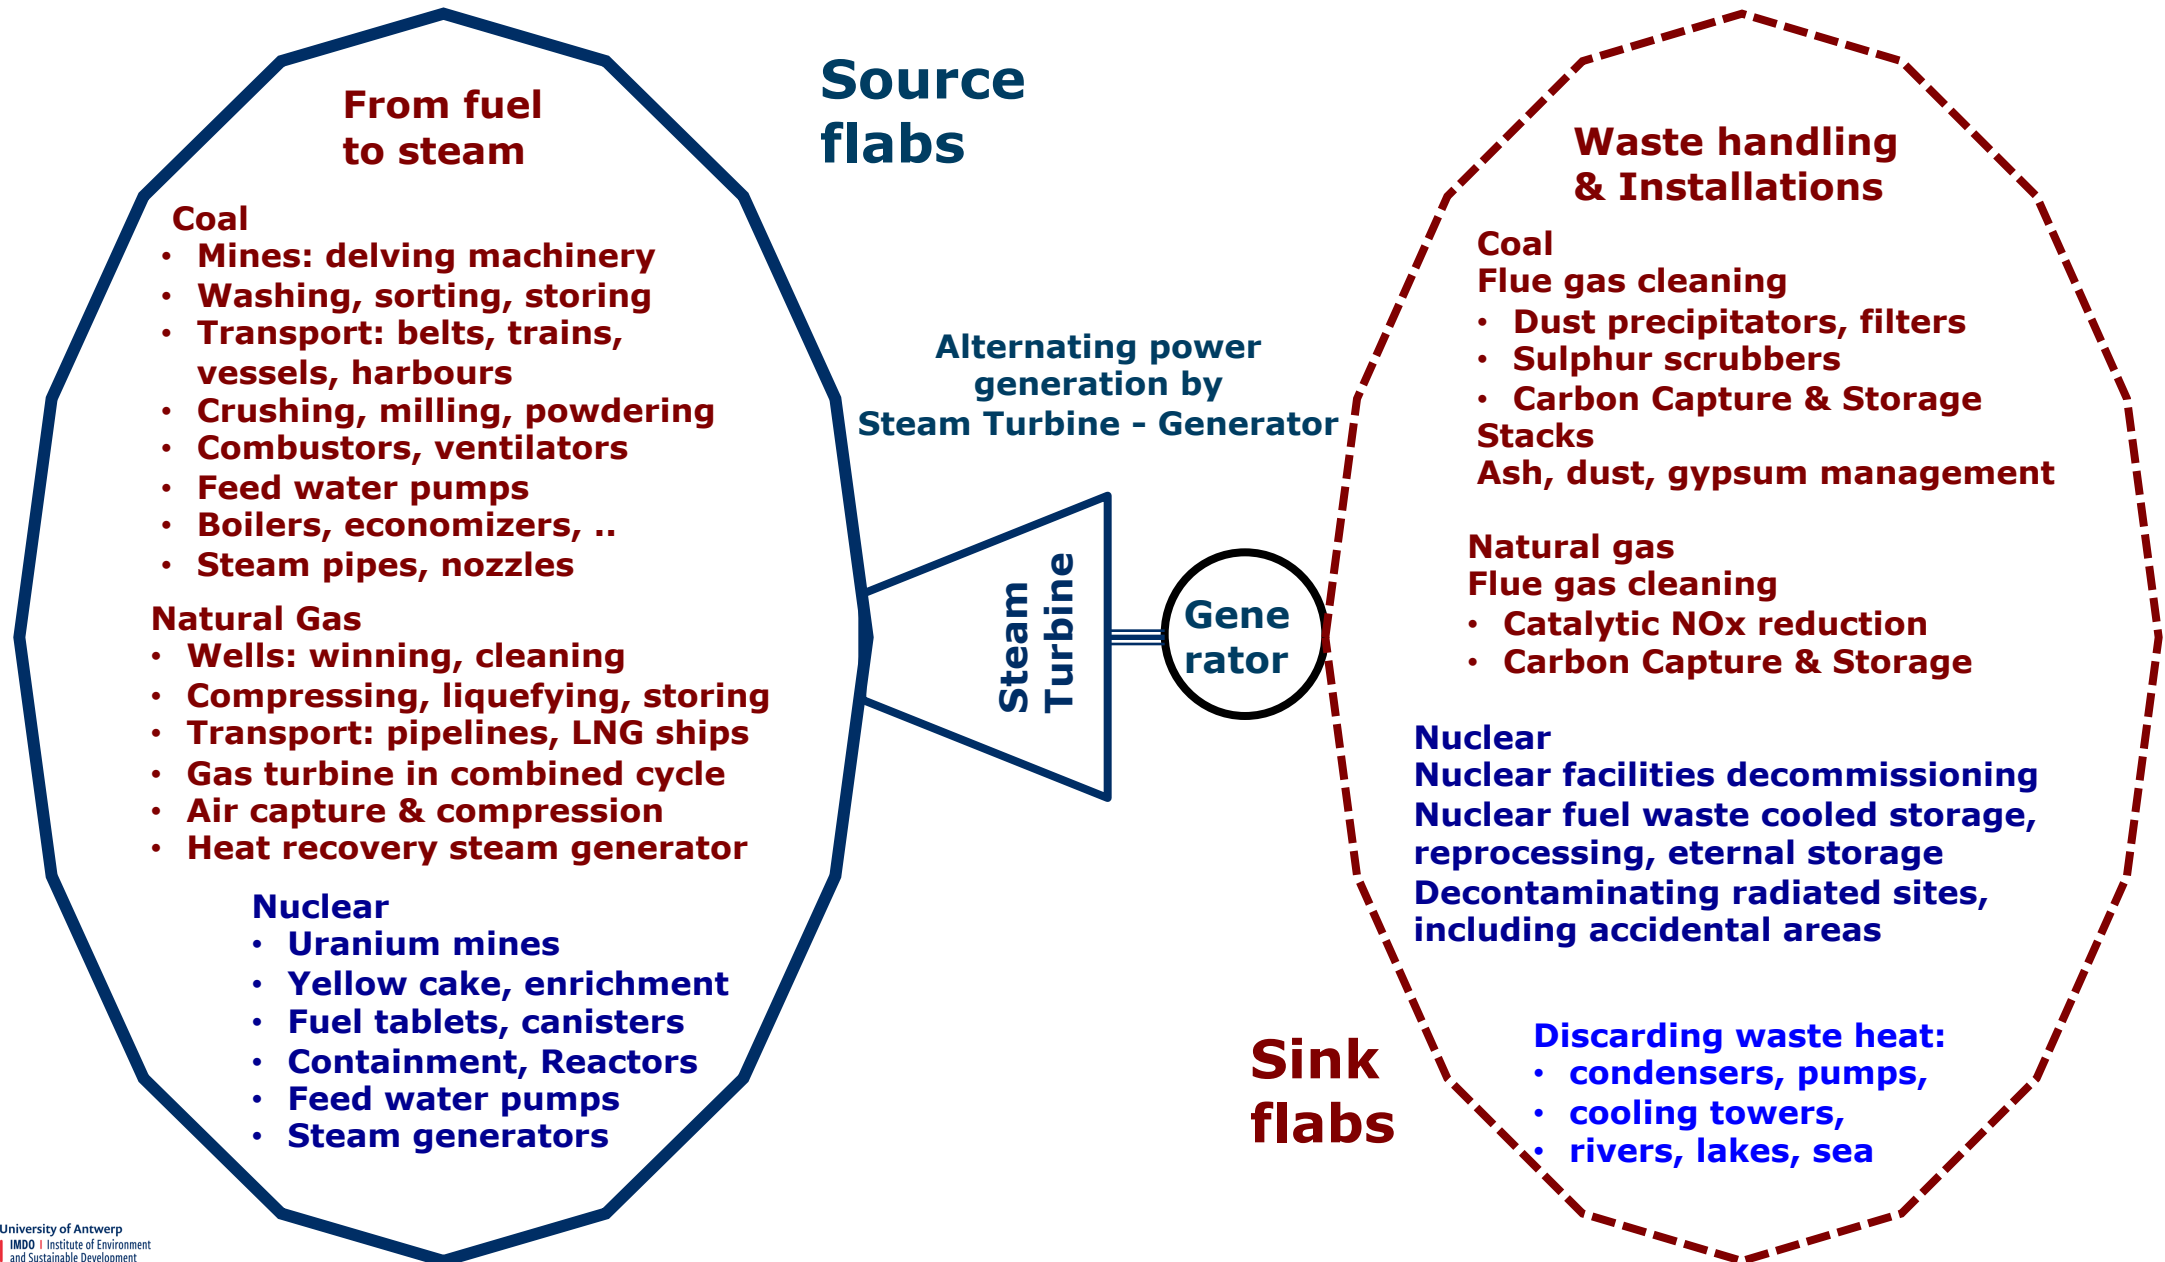 Source
flabs
From fuel
to steam
Coal
• Mines: delving machinery
• Washing, sorting, storing
• Transport: belts, trains,
vessels, harbours
• Crushing, milling, powdering
• Combustors, ventilators
• Feed water pumps
• Boilers, economizers, ..
• Steam pipes, nozzles
Natural Gas
• Wells: winning, cleaning
• Compressing, liquefying, storing
• Transport: pipelines, LNG ships
• Gas turbine in combined cycle
• Air capture & compression
• Heat recovery steam generator
Nuclear
• Uranium mines
• Yellow cake, enrichment
• Fuel tablets, canisters
• Containment, Reactors
• Feed water pumps
• Steam generators
Alternating power
generation by
Steam Turbine - Generator
Steam
Turbine
Gene
rator
Waste handling
& Installations
Coal
Flue gas cleaning
• Dust precipitators, filters
• Sulphur scrubbers
• Carbon Capture & Storage
Stacks
Ash, dust, gypsum management
Natural gas
Flue gas cleaning
• Catalytic NOx reduction
• Carbon Capture & Storage
Nuclear
Nuclear facilities decommissioning
Nuclear fuel waste cooled storage,
reprocessing, eternal storage
Decontaminating radiated sites,
including accidental areas
Discarding waste heat:
• condensers, pumps,
• cooling towers,
• rivers, lakes, sea
Sink
flabs
University of Antwerp
IMDO | Institute of Environment
and Sustainable Development